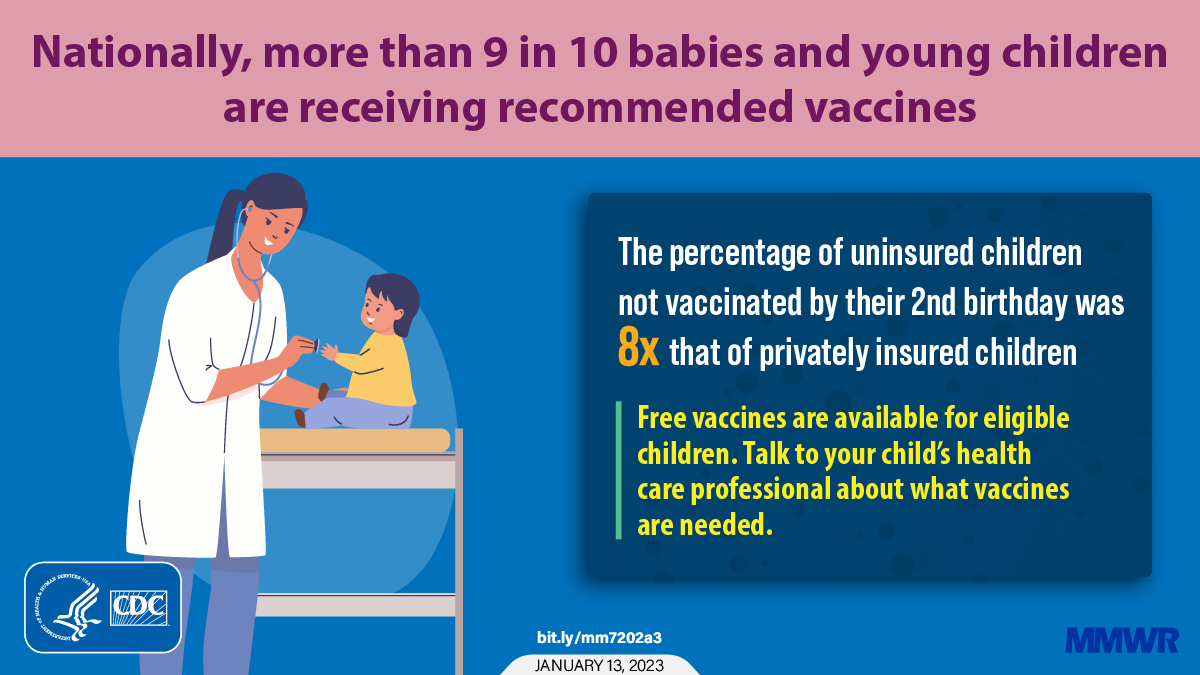 Nationally, more than 9 in 10 babies and young children
are receiving recommended vaccines
The percentage of uninsured children
not vaccinated by their 2nd birthday was
8x that of privately insured children
Free vaccines are available for eligible
children. Talk to your child's health
care professional about what vaccines
are needed.
DEPARTMENT OF HEALTH & HUMAN SERVICES • USA
CDC
bit.ly/mm7202a3
JANUARY 13, 2023
MMWR